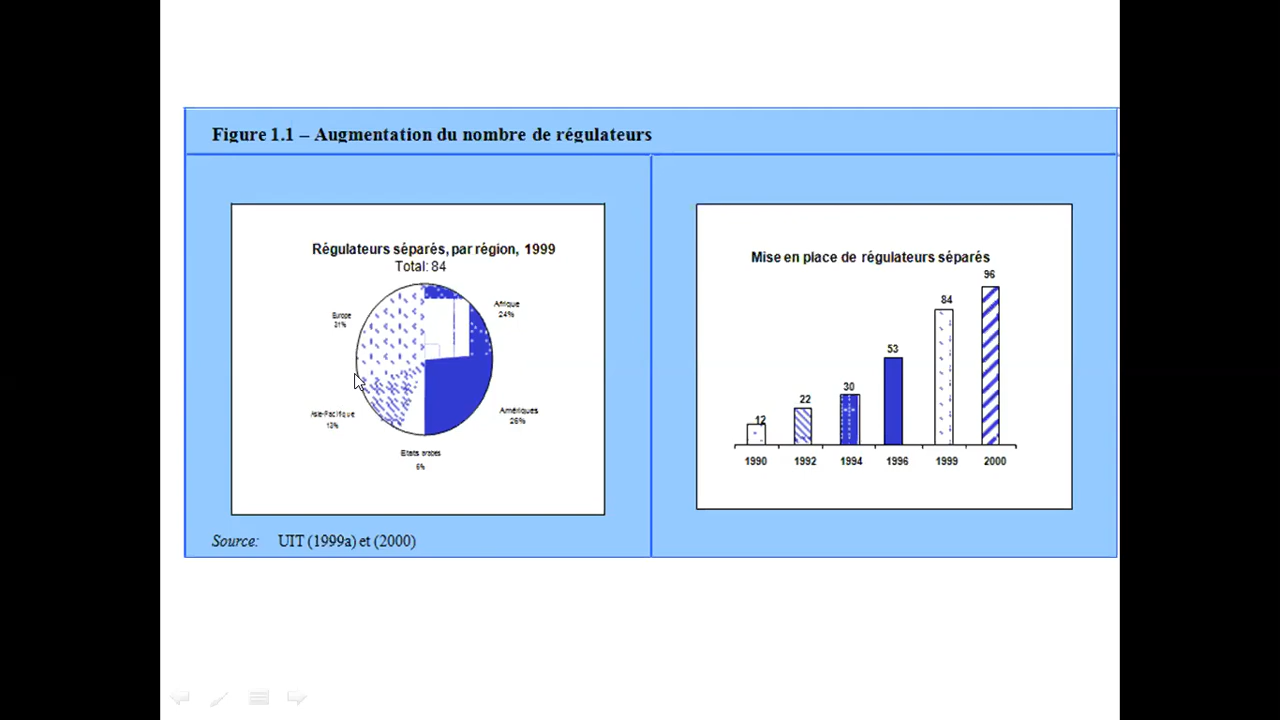 Figure 1.1 – Augmentation du nombre de régulateurs
Régulateurs séparés, par région, 1999
Total: 84
Afrique
24%
Europe
31%
Asie-Pacifique
13%
Amériques
26%
Etats arabes
6%
Mise en place de régulateurs séparés
12
22
30
53
84
96
1990 1992 1994 1996 1999 2000
Source: UIT (1999a) et (2000)